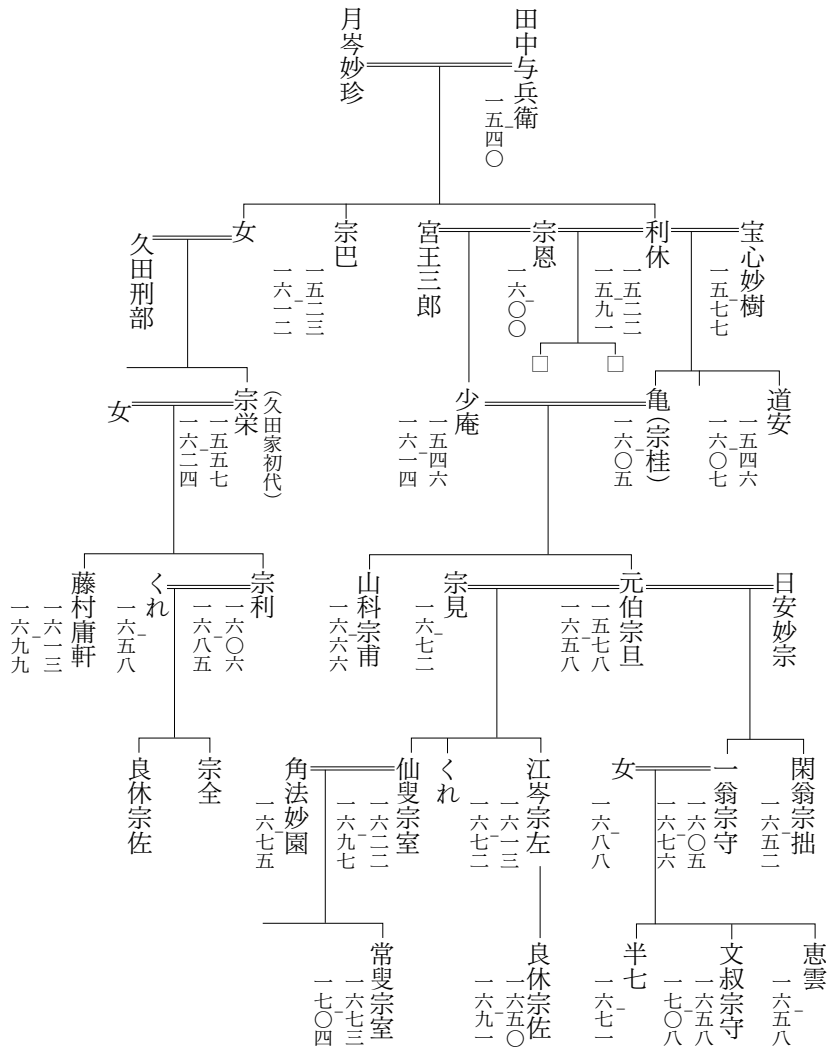 田中与兵衛
–一五四〇
月岑妙珍
宝心妙樹
–一五七七
利休
一五二二–一五九一
宗恩
–一六〇〇
宮王三郎
宗巴
一五二三–一六一二
女
久田刑部
道安
一五四六–一六〇七
亀(宗桂)
–一六〇五
□
□
少庵
一五四六–一六一四
(久田家初代)
宗栄
一五五七–一六二四
女
日安妙宗
元伯宗旦
一五七八–一六五八
宗見
–一六七二
山科宗甫
–一六六六
宗利
一六〇六–一六八五
くれ
–一六五八
藤村庸軒
一六一三–一六九九
閑翁宗拙
–一六五二
一翁宗守
一六〇五–一六七六
女
–一六八八
江岑宗左
一六一三–一六七二
くれ
仙叟宗室
一六二二–一六九七
角法妙園
–一六七五
宗全
良休宗佐
恵雲
–一六五八
文叔宗守
一六五八–一七〇八
半七
–一六七一
良休宗佐
一六五〇–一六九一
常叟宗室
一六七三–一七〇四